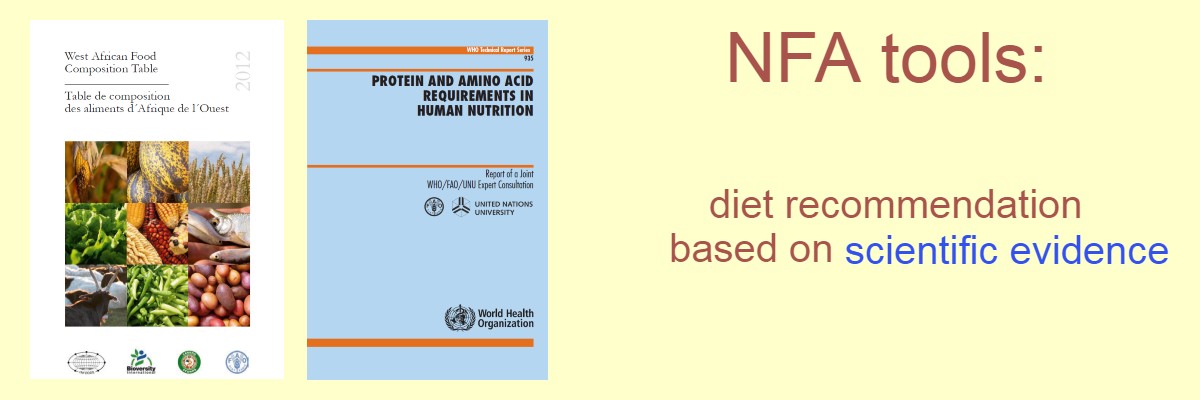 West African Food
Composition Table
2012
Table de composition
des aliments d´Afrique de l´Ouest
Bioversity
International
WHO Technical Report Series
935
PROTEIN AND AMINO ACID
REQUIREMENTS IN
HUMAN NUTRITION
Report of a Joint
WHO/FAO/UNU Expert Consultation
UNITED NATIONS
UNIVERSITY
World Health
Organization
NFA tools:
diet recommendation
based on scientific evidence